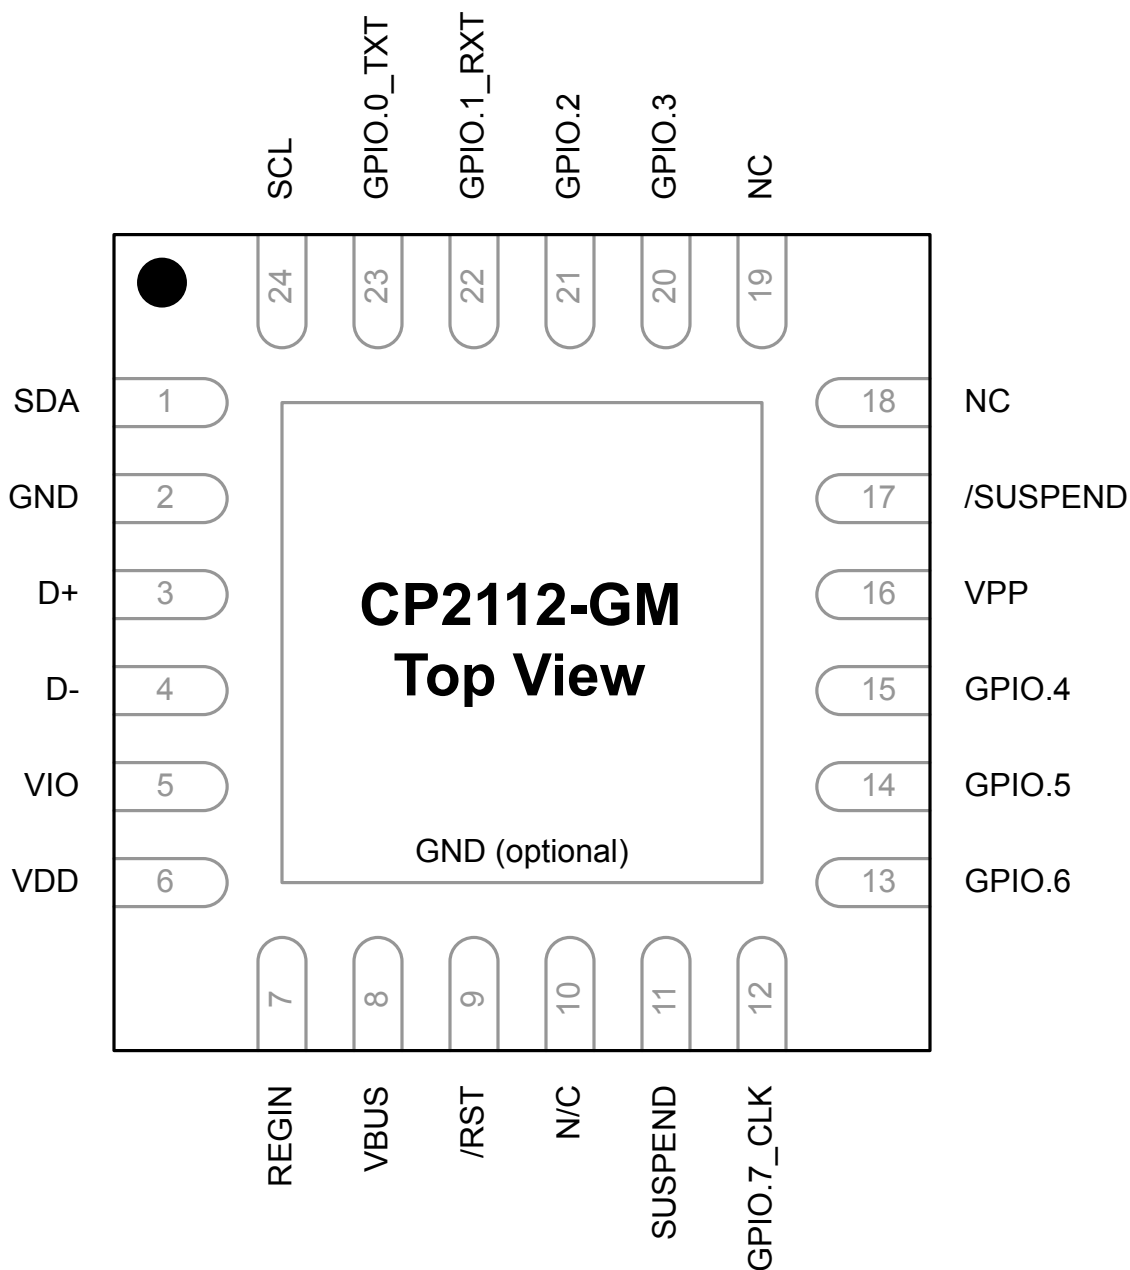 SCL
GPIO.0_TXT
GPIO.1_RXT
GPIO.2
GPIO.3
NC
24
23
22
21
20
19
SDA 1
18 NC
GND 2
17 /SUSPEND
D+ 3
16 VPP
D- 4
15 GPIO.4
VIO 5
14 GPIO.5
VDD 6
13 GPIO.6
CP2112-GM
Top View
GND (optional)
7
8
9
10
11
12
REGIN
VBUS
/RST
N/C
SUSPEND
GPIO.7_CLK